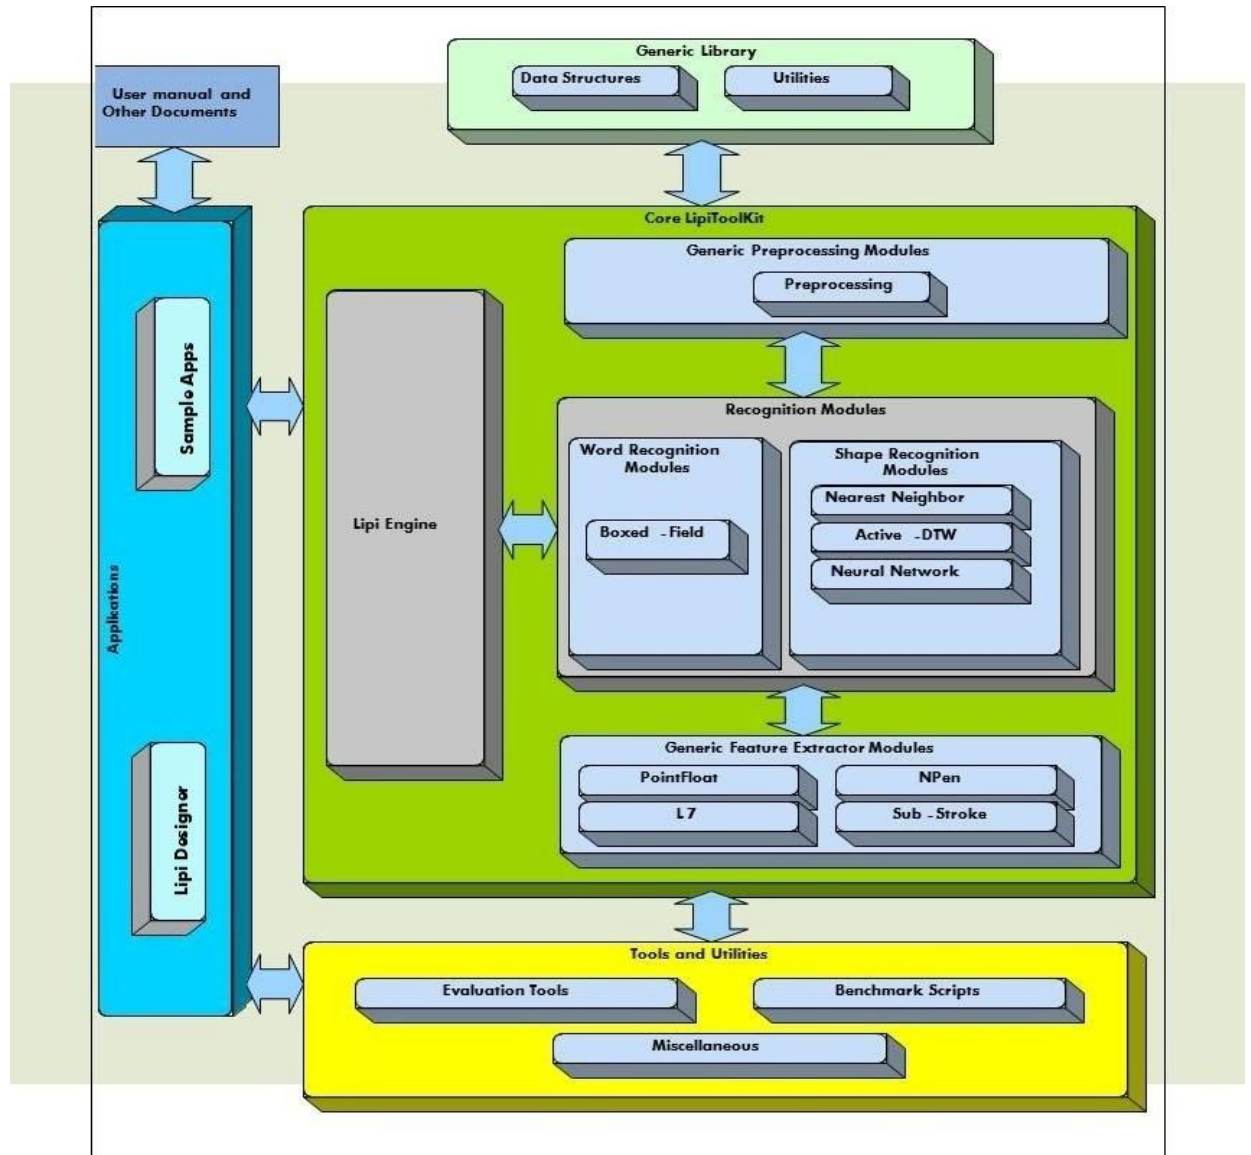 Generic Library
Data Structures
Utilities
User manual and
Other Documents
Core LipiToolKit
Generic Preprocessing Modules
Preprocessing
Sample Apps
Applications
Lipi Designer
Lipi Engine
Recognition Modules
Word Recognition
Modules
Boxed -Field
Shape Recognition
Modules
Nearest Neighbor
Active -DTW
Neural Network
Generic Feature Extractor Modules
PointFloat
NPen
L7
Sub -Stroke
Tools and Utilities
Evaluation Tools
Benchmark Scripts
Miscellaneous